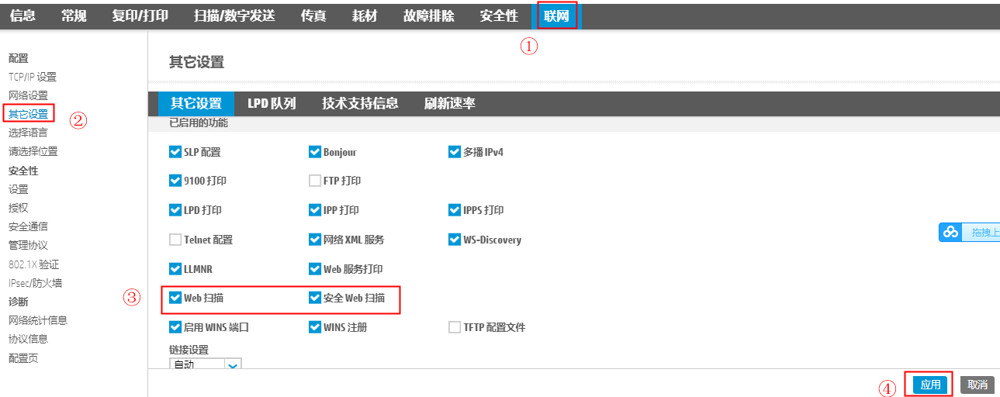 信息 常规 复印/打印 扫描/数字发送 传真 耗材 故障排除 安全性 联网
①
配置
TCP/IP 设置
网络设置
其它设置
②
选择语言
请选择位置
安全性
设置
授权
安全通信
管理协议
802.1X 验证
IPsec/防火墙
诊断
网络统计信息
协议信息
配置页
其它设置
其它设置 LPD 队列 技术支持信息 刷新速率
已启用的功能
SLP 配置 Bonjour 多播 IPv4
9100 打印 FTP 打印
LPD 打印 IPP 打印 IPPS 打印
Telnet 配置 网络 XML 服务 WS-Discovery
LLMNR Web 服务打印
③ Web 扫描 安全 Web 扫描
启用 WINS 端口 WINS 注册 TFTP 配置文件
链接设置
自动
拖拽上
④ 应用 取消